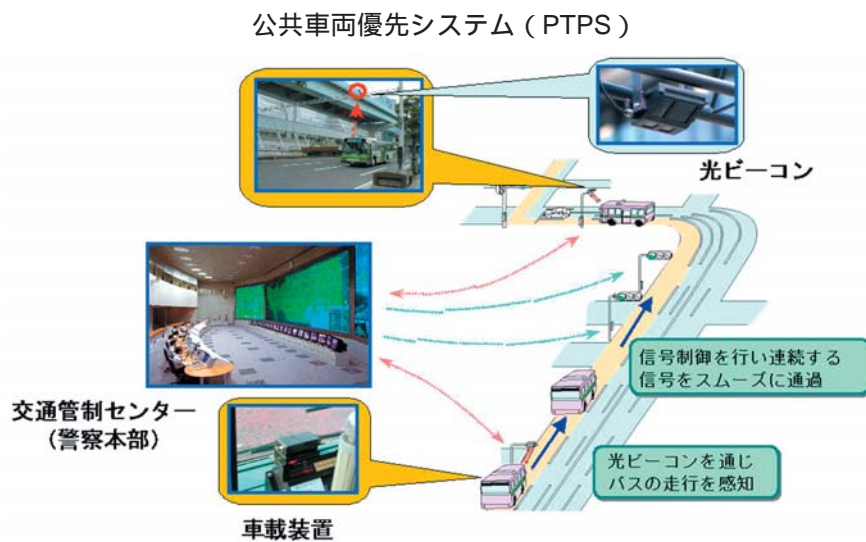 公共車両優先システム（PTPS）
光ビーコン
交通管制センター
（警察本部）
信号制御を行い連続する
信号をスムーズに通過
光ビーコンを通じ
バスの走行を感知
車載装置